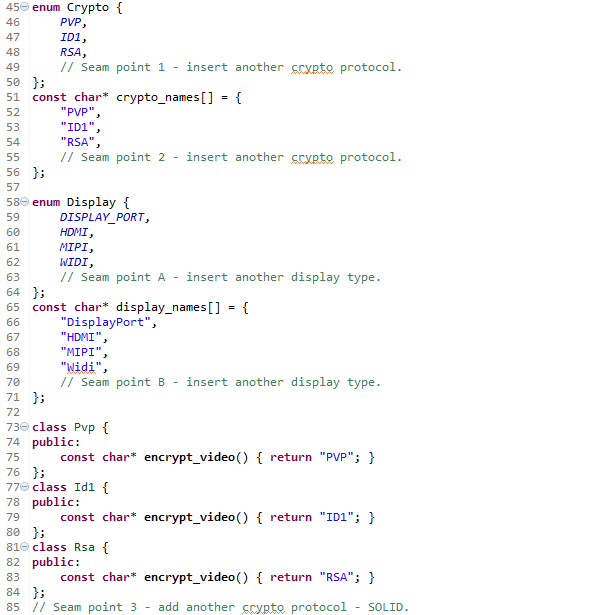 45 enum Crypto {
46     PVP,
47     ID1,
48     RSA,
49     // Seam point 1 - insert another crypto protocol.
50 };
51 const char* crypto_names[] = {
52     "PVP",
53     "ID1",
54     "RSA",
55     // Seam point 2 - insert another crypto protocol.
56 };
57
58 enum Display {
59     DISPLAY_PORT,
60     HDMI,
61     MIPI,
62     WIDI,
63     // Seam point A - insert another display type.
64 };
65 const char* display_names[] = {
66     "DisplayPort",
67     "HDMI",
68     "MIPI",
69     "Widi",
70     // Seam point B - insert another display type.
71 };
72
73 class Pvp {
74 public:
75     const char* encrypt_video() { return "PVP"; }
76 };
77 class Id1 {
78 public:
79     const char* encrypt_video() { return "ID1"; }
80 };
81 class Rsa {
82 public:
83     const char* encrypt_video() { return "RSA"; }
84 };
85 // Seam point 3 - add another crypto protocol - SOLID.